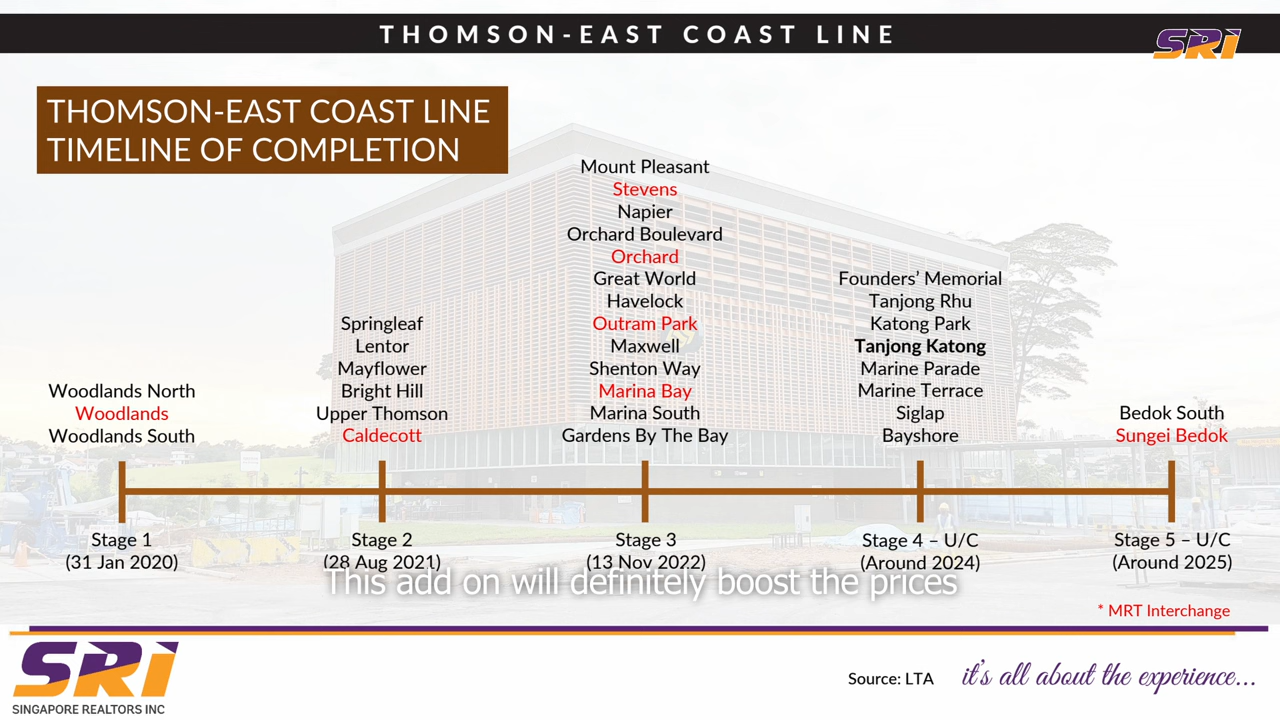 THOMSON-EAST COAST LINE
SRI
THOMSON-EAST COAST LINE
TIMELINE OF COMPLETION
Woodlands North
Woodlands
Woodlands South
Springleaf
Lentor
Mayflower
Bright Hill
Upper Thomson
Caldecott
Mount Pleasant
Stevens
Napier
Orchard Boulevard
Orchard
Great World
Havelock
Outram Park
Maxwell
Shenton Way
Marina Bay
Marina South
Gardens By The Bay
Founders’ Memorial
Tanjong Rhu
Katong Park
Tanjong Katong
Marine Parade
Marine Terrace
Siglap
Bayshore
Bedok South
Sungei Bedok
Stage 1
(31 Jan 2020)
Stage 2
(28 Aug 2021)
Stage 3
(13 Nov 2022)
Stage 4 – U/C
(Around 2024)
Stage 5 – U/C
(Around 2025)
This add on will definitely boost the prices
* MRT Interchange
SRI
SINGAPORE REALTORS INC
Source: LTA
it's all about the experience...